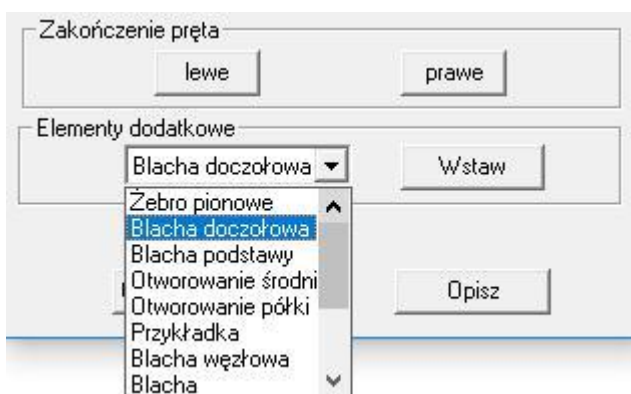 Zakończenie pręta
lewe prawe
Elementy dodatkowe
Blacha doczołowa Wstaw
Żebro pionowe
Blacha doczołowa
Blacha podstawy
Otworowanie środni
Otworowanie półki
Opisz
Przykładka
Blacha węzłowa
Blacha